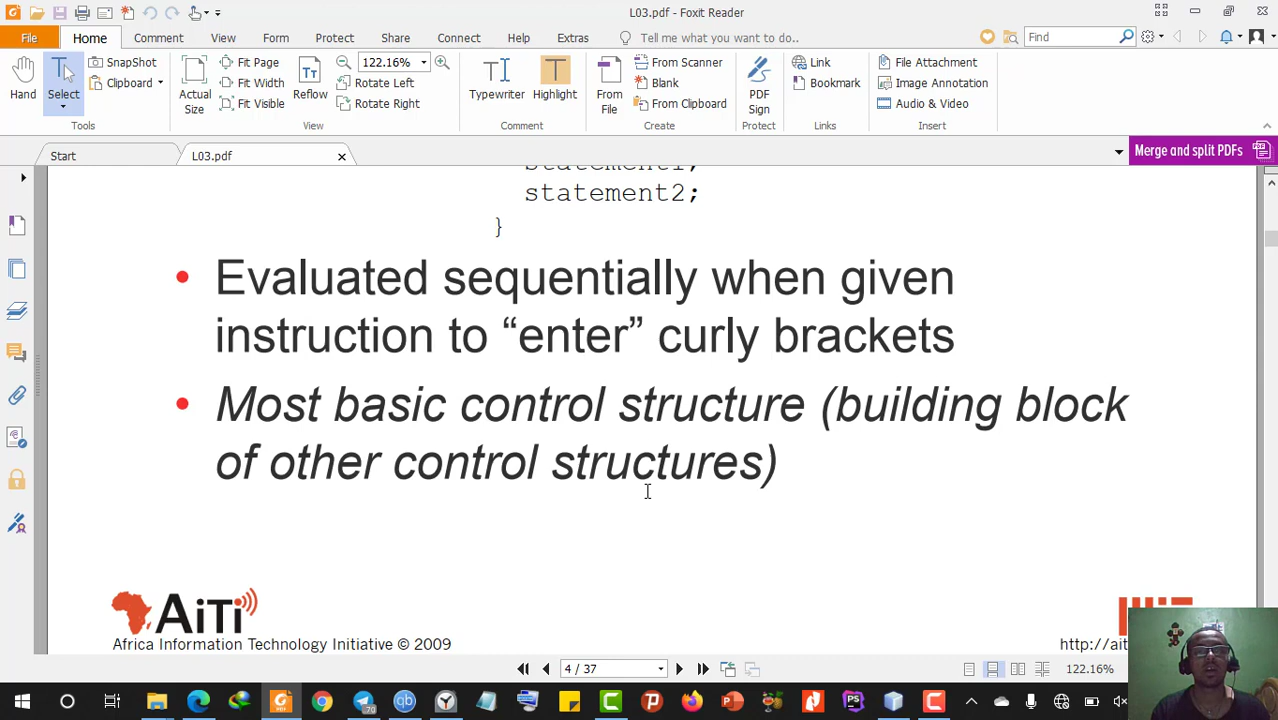 L03.pdf - Foxit Reader
File Home Comment View Form Protect Share Connect Help Extras Tell me what you want to do.. Find
Hand
Select
SnapShot
Clipboard
Tools
Actual Size
Fit Page
Fit Width
Fit Visible
Reflow
122.16%
Rotate Left
Rotate Right
View
Typewriter
Highlight
Comment
From File
From Scanner
Blank
From Clipboard
Create
PDF Sign
Protect
Link
Bookmark
Links
File Attachment
Image Annotation
Audio & Video
Insert
Start L03.pdf
Merge and split PDFs
statement1;
statement2;
}
• Evaluated sequentially when given
instruction to “enter” curly brackets
• Most basic control structure (building block
of other control structures)
AiTi
Africa Information Technology Initiative © 2009
http://ait
4 / 37
122.16%
70